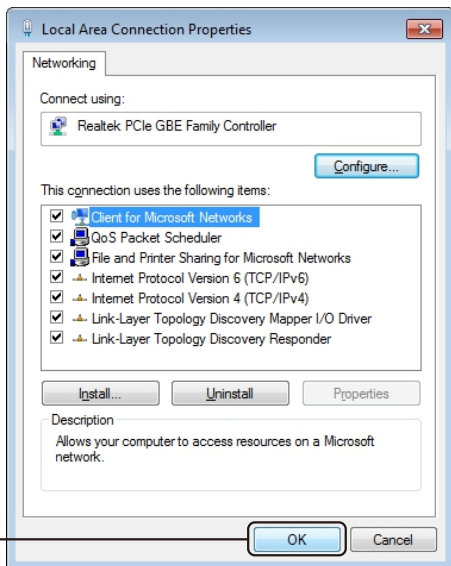 Local Area Connection Properties
Networking
Connect using:
Realtek PCIe GBE Family Controller
Configure...
This connection uses the following items:
Client for Microsoft Networks
QoS Packet Scheduler
File and Printer Sharing for Microsoft Networks
Internet Protocol Version 6 (TCP/IPv6)
Internet Protocol Version 4 (TCP/IPv4)
Link-Layer Topology Discovery Mapper I/O Driver
Link-Layer Topology Discovery Responder
Install... Uninstall Properties
Description
Allows your computer to access resources on a Microsoft
network.
OK Cancel